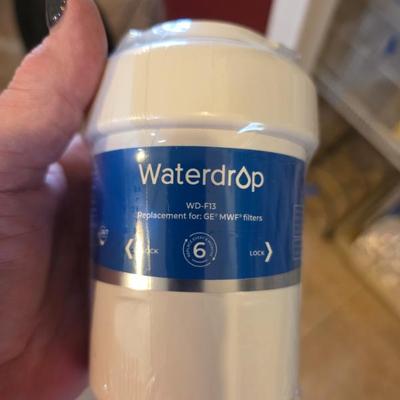 Waterdrop
WD-F13
Replacement for: GE® MWF® filters
❮ LOCK 6 LOCK ❯